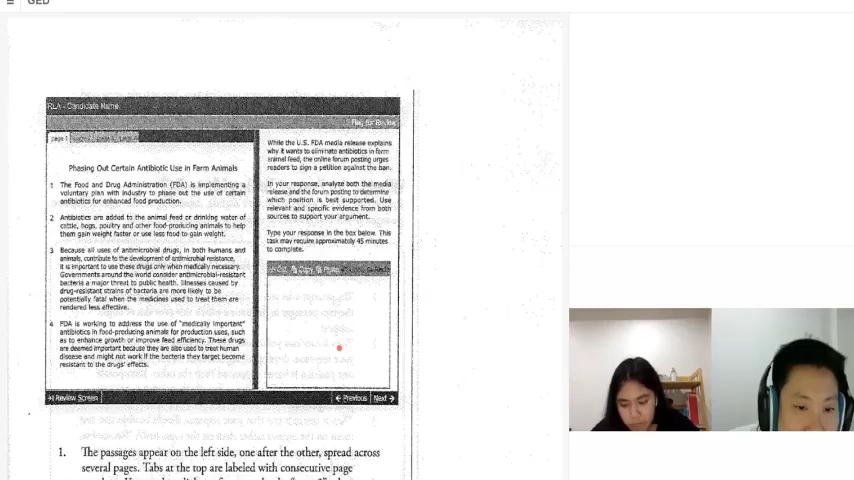 GED
RLA - Candidate Name
Flag for Review
page 1
Phasing Out Certain Antibiotic Use in Farm Animals
1 The Food and Drug Administration (FDA) is implementing a
voluntary plan with industry to phase out the use of certain
antibiotics for enhanced food production.
2 Antibiotics are added to the animal feed or drinking water of
cattle, hogs, poultry and other food-producing animals to help
them gain weight faster or use less food to gain weight.
3 Because all uses of antimicrobial drugs, in both humans and
animals, contribute to the development of antimicrobial resistance,
it is important to use these drugs only when medically necessary.
Governments around the world consider antimicrobial-resistant
bacteria a major threat to public health. Illnesses caused by
drug-resistant strains of bacteria are more likely to be
potentially fatal when the medicines used to treat them are
rendered less effective.
4 FDA is working to address the use of "medically important"
antibiotics in food-producing animals for production uses, such
as to enhance growth or improve feed efficiency. These drugs
are deemed important because they are also used to treat human
disease and might not work if the bacteria they target become
resistant to the drugs' effects.
While the U.S. FDA media release explains
why it wants to eliminate antibiotics in farm
animal feed, the online forum posting urges
readers to sign a petition against the ban.
In your response, analyze both the media
release and the forum posting to determine
which position is best supported. Use
relevant and specific evidence from both
sources to support your argument.
Type your response in the box below. This
task may require approximately 45 minutes
to complete.
Cut Copy Paste
Review Screen
Previous Next
1. The passages appear on the left side, one after the other, spread across
several pages. Tabs at the top are labeled with consecutive page